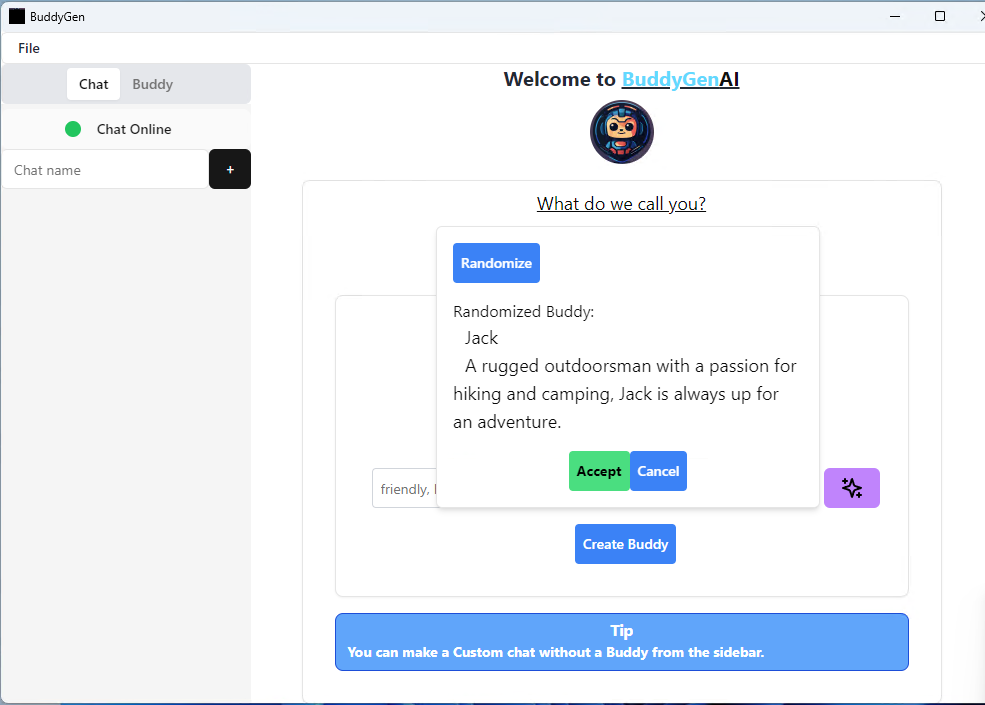 BuddyGen
File
Chat Buddy
Chat Online
Chat name +
Welcome to BuddyGenAI
What do we call you?
Randomize
Randomized Buddy:
Jack
A rugged outdoorsman with a passion for
hiking and camping, Jack is always up for
an adventure.
Accept Cancel
friendly,
Create Buddy
Tip
You can make a Custom chat without a Buddy from the sidebar.